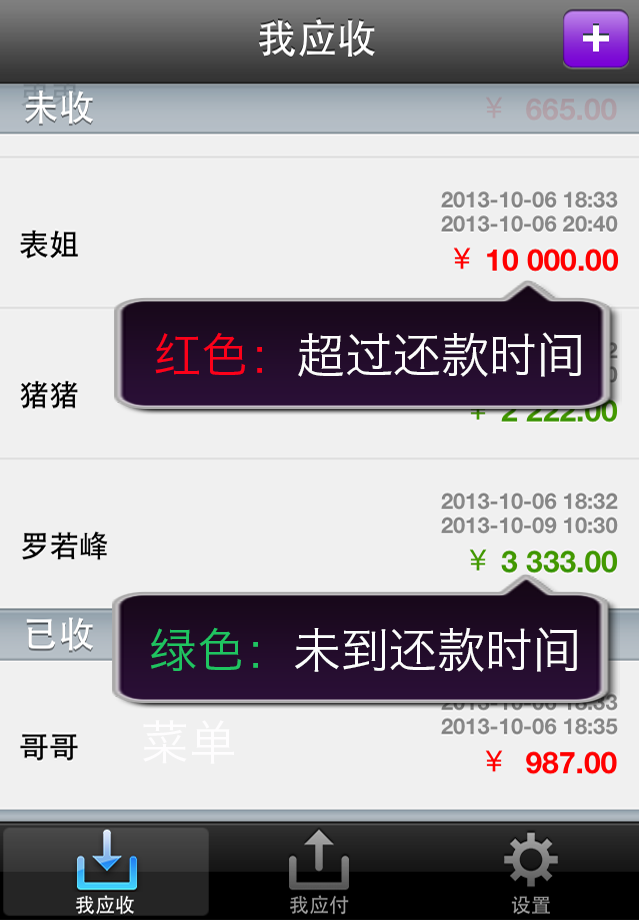 我应收
+
未收
¥ 665.00
2013-10-06 18:33
2013-10-06 20:40
表姐
¥ 10 000.00
红色：超过还款时间
猪猪
¥ 2 222.00
2013-10-06 18:32
2013-10-09 10:30
罗若峰
¥ 3 333.00
已收
绿色：未到还款时间
2013-10-06 18:35
哥哥
菜单
¥ 987.00
我应收
我应付
设置